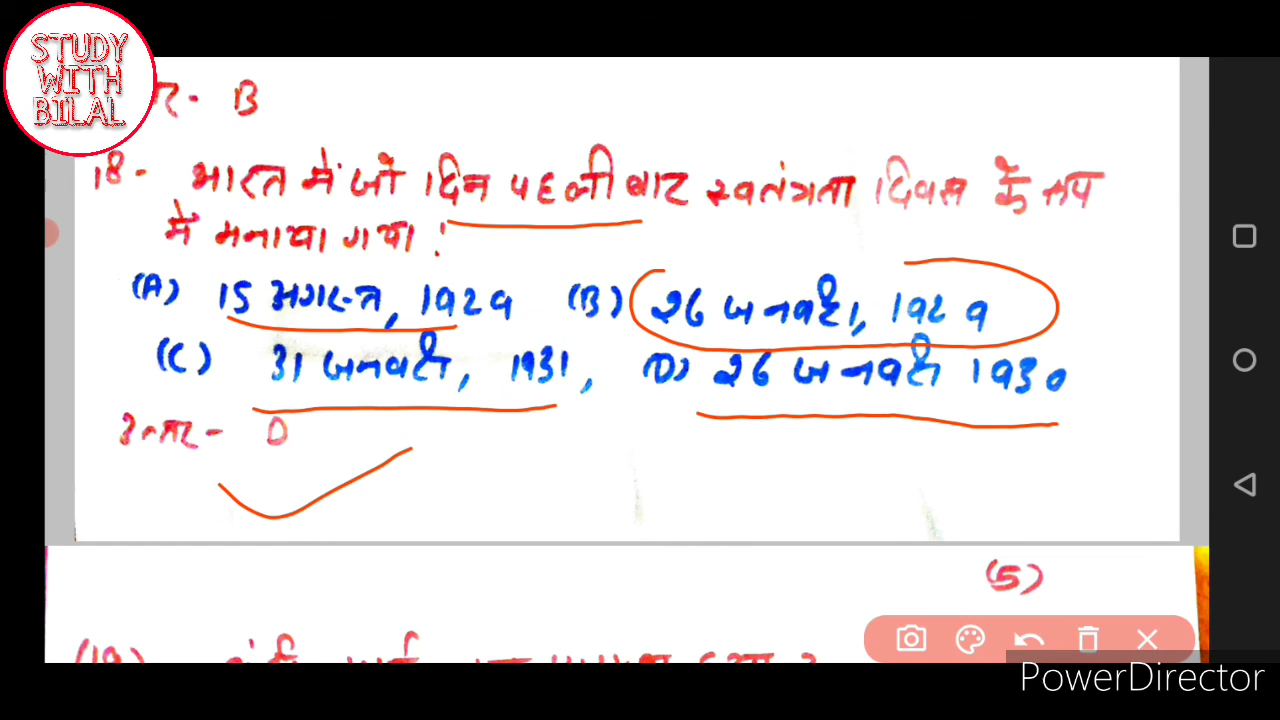 STUDY
WITH
BILAL
र- B
18- भारत में जो दिन पहली बार स्वतंत्रता दिवस के रूप
में मनाया गया!
(A) 15 अगस्त, 1929 (B) 26 जनवरी, 1929
(C) 31 जनवरी, 1931, (D) 26 जनवरी 1930
उत्तर- D
(5)
(19)
PowerDirector